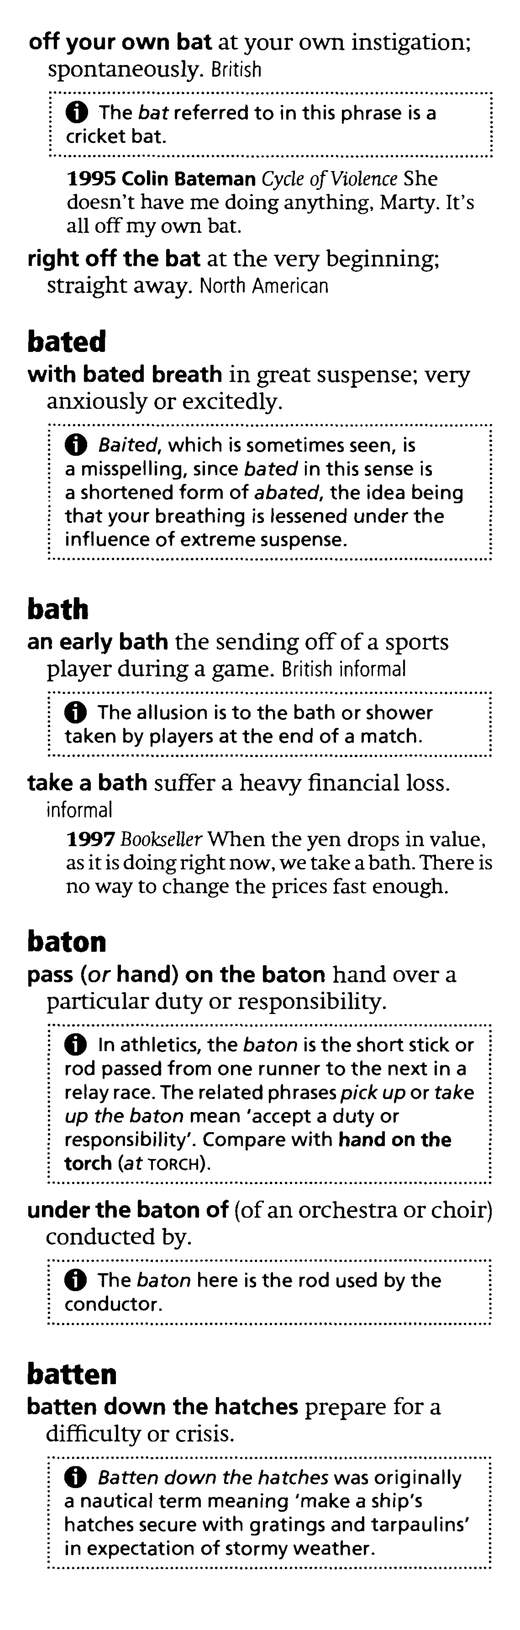 off your own bat at your own instigation;
spontaneously. British
The bat referred to in this phrase is a
cricket bat.
1995 Colin Bateman Cycle of Violence She
doesn't have me doing anything, Marty. It's
all off my own bat.
right off the bat at the very beginning;
straight away. North American
bated
with bated breath in great suspense; very
anxiously or excitedly.
Baited, which is sometimes seen, is
a misspelling, since bated in this sense is
a shortened form of abated, the idea being
that your breathing is lessened under the
influence of extreme suspense.
bath
an early bath the sending off of a sports
player during a game. British informal
The allusion is to the bath or shower
taken by players at the end of a match.
take a bath suffer a heavy financial loss.
informal
1997 Bookseller When the yen drops in value,
as it is doing right now, we take a bath. There is
no way to change the prices fast enough.
baton
pass (or hand) on the baton hand over a
particular duty or responsibility.
In athletics, the baton is the short stick or
rod passed from one runner to the next in a
relay race. The related phrases pick up or take
up the baton mean 'accept a duty or
responsibility'. Compare with hand on the
torch (at TORCH).
under the baton of (of an orchestra or choir)
conducted by.
The baton here is the rod used by the
conductor.
batten
batten down the hatches prepare for a
difficulty or crisis.
Batten down the hatches was originally
a nautical term meaning 'make a ship's
hatches secure with gratings and tarpaulins'
in expectation of stormy weather.